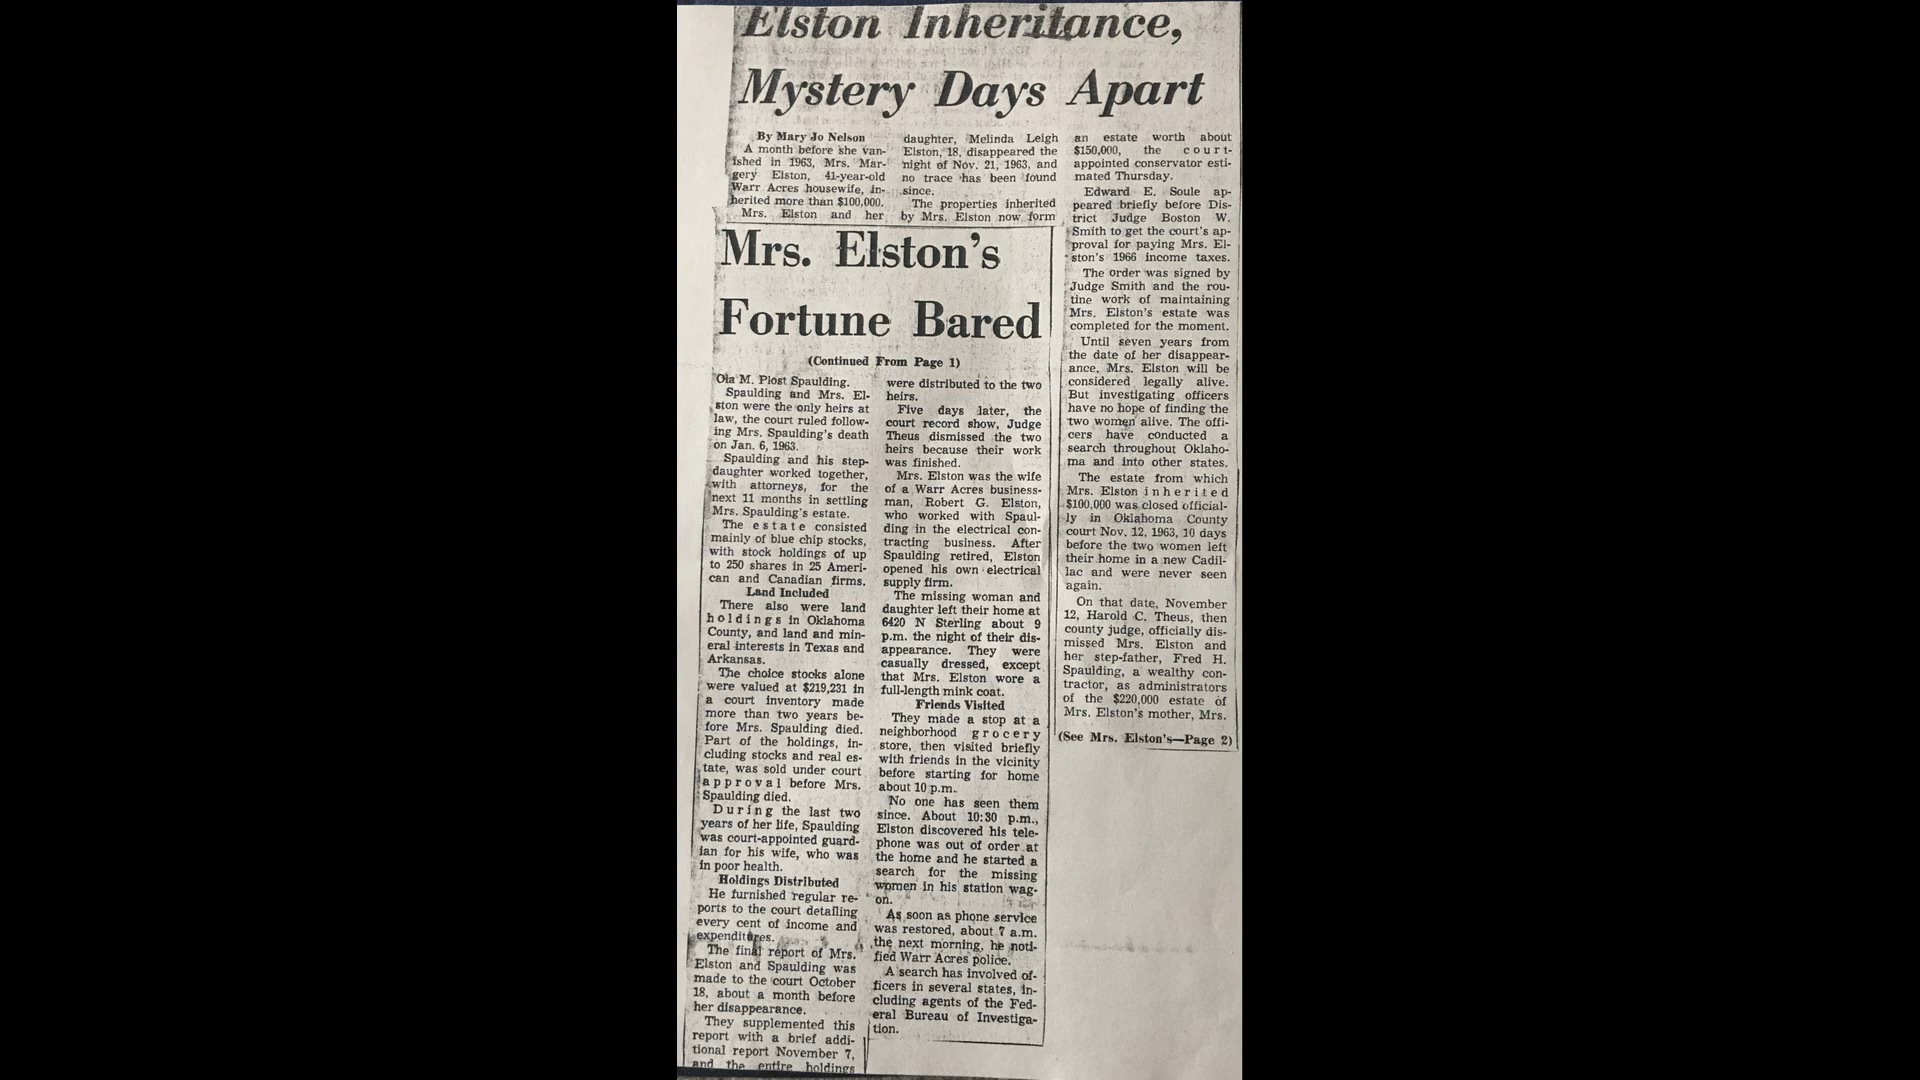 Elston Inheritance,
Mystery Days Apart
By Mary Jo Nelson
A month before she van-
ished in 1963, Mrs. Mar-
gery Elston, 41-year-old
Warr Acres housewife, in-
herited more than $100,000.
Mrs. Elston and her
daughter, Melinda Leigh
Elston, 18, disappeared the
night of Nov. 21, 1963, and
no trace has been found
since.
The properties inherited
by Mrs. Elston now form
an estate worth about
$150,000, the court-
appointed conservator esti-
mated Thursday.
Edward E. Soule ap-
peared briefly before Dis-
trict Judge Boston W.
Smith to get the court's ap-
proval for paying Mrs. El-
ston's 1966 income taxes.
The order was signed by
Judge Smith and the rou-
tine work of maintaining
Mrs. Elston's estate was
completed for the moment.
Until seven years from
the date of her disappear-
ance, Mrs. Elston will be
considered legally alive.
But investigating officers
have no hope of finding the
two women alive. The offi-
cers have conducted a
search throughout Oklaho-
ma and into other states.
The estate from which
Mrs. Elston inherited
$100,000 was closed official-
ly in Oklahoma County
court Nov. 12, 1963, 10 days
before the two women left
their home in a new Cadil-
lac and were never seen
again.
On that date, November
12, Harold C. Theus, then
county judge, officially dis-
missed Mrs. Elston and
her step-father, Fred H.
Spaulding, a wealthy con-
tractor, as administrators
of the $220,000 estate of
Mrs. Elston's mother, Mrs.
(See Mrs. Elston's—Page 2)
Mrs. Elston's
Fortune Bared
(Continued From Page 1)
Ola M. Plost Spaulding.
Spaulding and Mrs. El-
ston were the only heirs at
law, the court ruled follow-
ing Mrs. Spaulding's death
on Jan. 6, 1963.
Spaulding and his step-
daughter worked together,
with attorneys, for the
next 11 months in settling
Mrs. Spaulding's estate.
The estate consisted
mainly of blue chip stocks,
with stock holdings of up
to 250 shares in 25 Ameri-
can and Canadian firms.
Land Included
There also were land
holdings in Oklahoma
County, and land and min-
eral interests in Texas and
Arkansas.
The choice stocks alone
were valued at $219,231 in
a court inventory made
more than two years be-
fore Mrs. Spaulding died.
Part of the holdings, in-
cluding stocks and real es-
tate, was sold under court
approval before Mrs.
Spaulding died.
During the last two
years of her life, Spaulding
was court-appointed guard-
ian for his wife, who was
in poor health.
Holdings Distributed
He furnished regular re-
ports to the court detailing
every cent of income and
expenditures.
The final report of Mrs.
Elston and Spaulding was
made to the court October
18, about a month before
her disappearance.
They supplemented this
report with a brief addi-
tional report November 7,
and the entire holdings
were distributed to the two
heirs.
Five days later, the
court record show, Judge
Theus dismissed the two
heirs because their work
was finished.
Mrs. Elston was the wife
of a Warr Acres business-
man, Robert G. Elston,
who worked with Spaul-
ding in the electrical con-
tracting business. After
Spaulding retired, Elston
opened his own electrical
supply firm.
The missing woman and
daughter left their home at
6420 N Sterling about 9
p.m. the night of their dis-
appearance. They were
casually dressed, except
that Mrs. Elston wore a
full-length mink coat.
Friends Visited
They made a stop at a
neighborhood grocery
store, then visited briefly
with friends in the vicinity
before starting for home
about 10 p.m.
No one has seen them
since. About 10:30 p.m.,
Elston discovered his tele-
phone was out of order at
the home and he started a
search for the missing
women in his station wag-
on.
As soon as phone service
was restored, about 7 a.m.
the next morning, he noti-
fied Warr Acres police.
A search has involved of-
ficers in several states, in-
cluding agents of the Fed-
eral Bureau of Investiga-
tion.